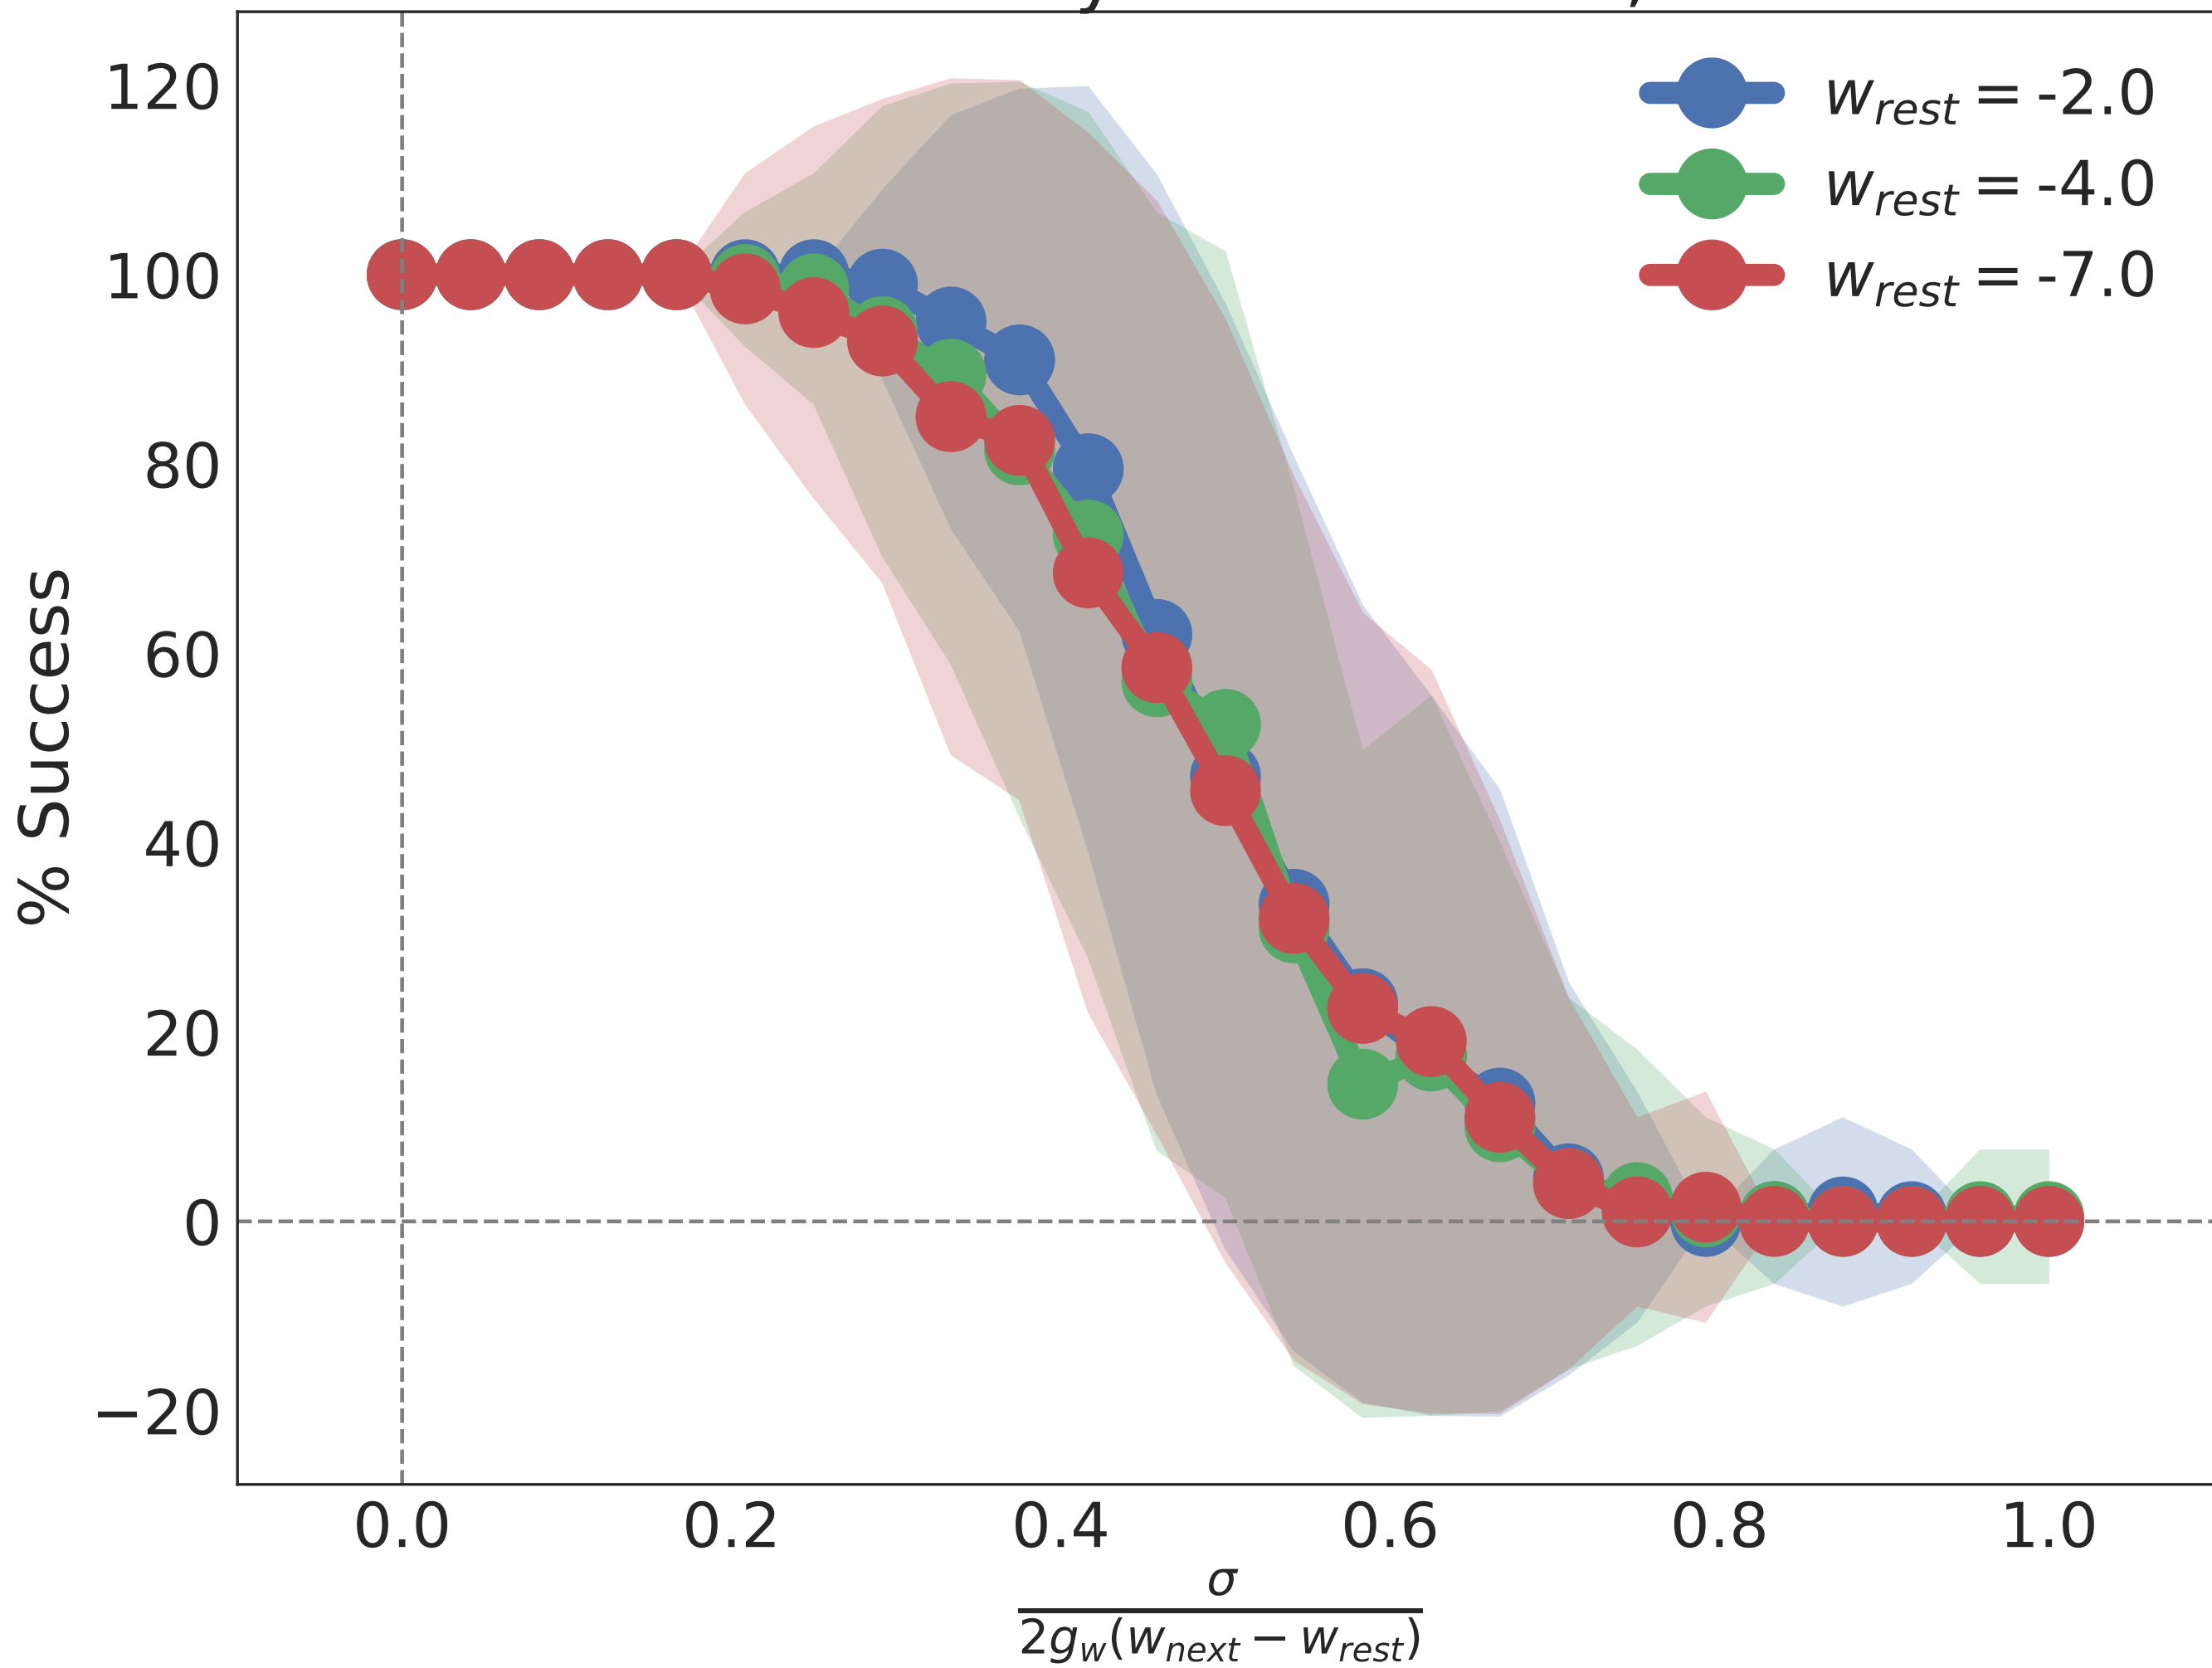 120
100
80
60
40
20
0
−20
% Success
w_rest = -2.0
w_rest = -4.0
w_rest = -7.0
0.0 0.2 0.4 0.6 0.8 1.0
σ
2g_w(w_next − w_rest)